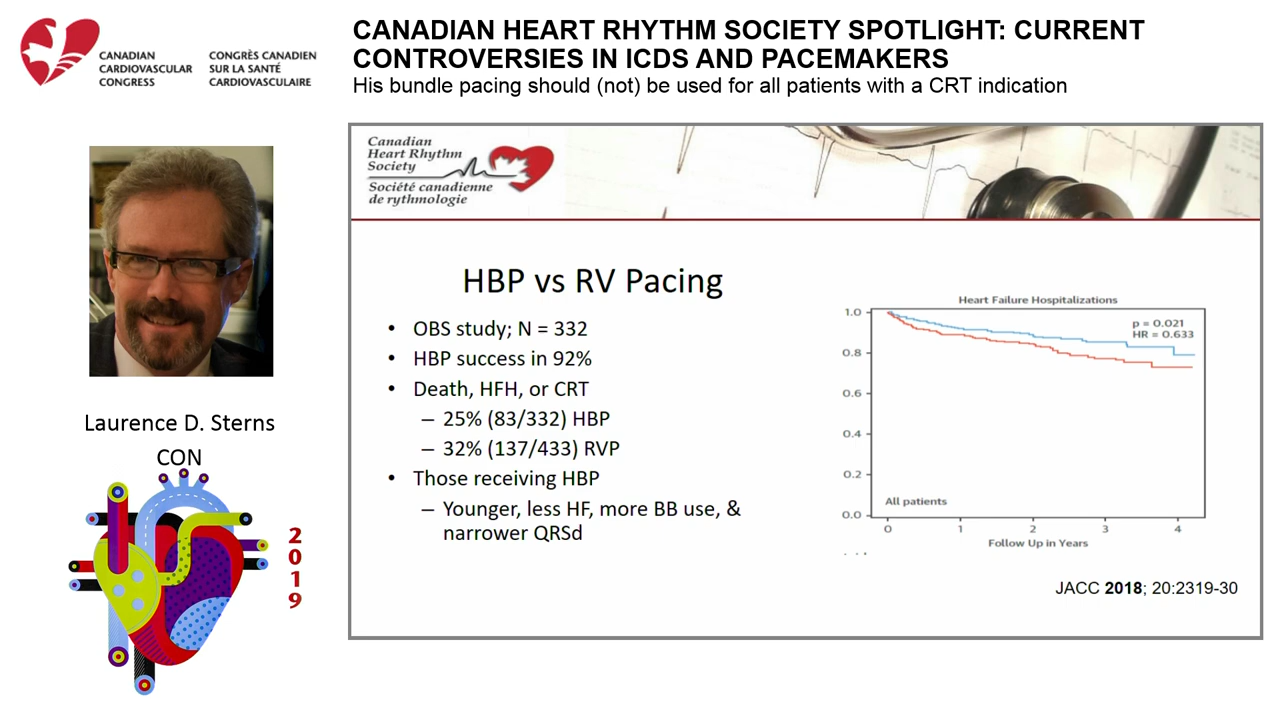 CANADIAN
CARDIOVASCULAR
CONGRESS
CONGRÈS CANADIEN
SUR LA SANTÉ
CARDIOVASCULAIRE
CANADIAN HEART RHYTHM SOCIETY SPOTLIGHT: CURRENT
CONTROVERSIES IN ICDS AND PACEMAKERS
His bundle pacing should (not) be used for all patients with a CRT indication
Laurence D. Sterns
CON
2
0
1
9
Canadian
Heart Rhythm
Society
Société canadienne
de rythmologie
HBP vs RV Pacing
• OBS study; N = 332
• HBP success in 92%
• Death, HFH, or CRT
– 25% (83/332) HBP
– 32% (137/433) RVP
• Those receiving HBP
– Younger, less HF, more BB use, &
narrower QRSd
Heart Failure Hospitalizations
p = 0.021
HR = 0.633
1.0
0.8
0.6
0.4
0.2
0.0
All patients
0 1 2 3 4
Follow Up in Years
JACC 2018; 20:2319-30